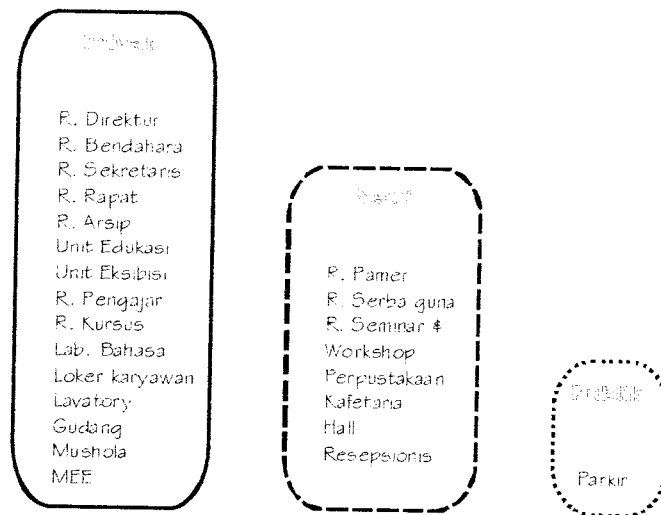 R. Direktur
R. Bendahara
R. Sekretaris
R. Rapat
R. Arsip
Unit Edukasi
Unit Eksibisi
R. Pengajar
R. Kursus
Lab. Bahasa
Loker karyawan
Lavatory
Gudang
Mushola
MEE
R. Pamer
R. Serba guna
R. Seminar &
Workshop
Perpustakaan
Kafetaria
Hall
Resepsionis
Parkir